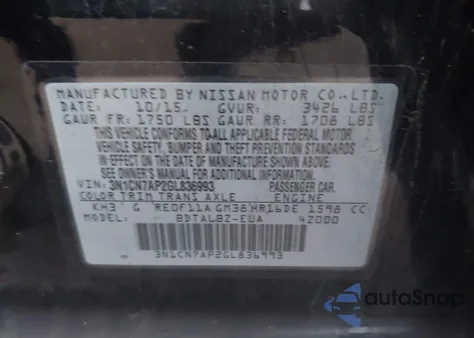 MANUFACTURED BY NISSAN MOTOR CO., LTD.
DATE: 10/15 GVWR: 3426 LBS
GAWR FR: 1750 LBS GAWR RR: 1708 LBS
THIS VEHICLE CONFORMS TO ALL APPLICABLE FEDERAL MOTOR
VEHICLE SAFETY, BUMPER AND THEFT PREVENTION STANDARDS
IN EFFECT ON THE DATE OF MANUFACTURE SHOWN ABOVE.
SEE OWNER'S MANUAL FOR ADDITIONAL INFORMATION.
VIN: 3N1CN7AP2GL836993 PASSENGER CAR
COLOR TRIM TRANS AXLE ENGINE
KH3 G RE0F11A GM38 HR16DE 1598 CC
MODEL: BDTALBZ-EUA 42000
3N1CN7AP2GL836993
autoSnap